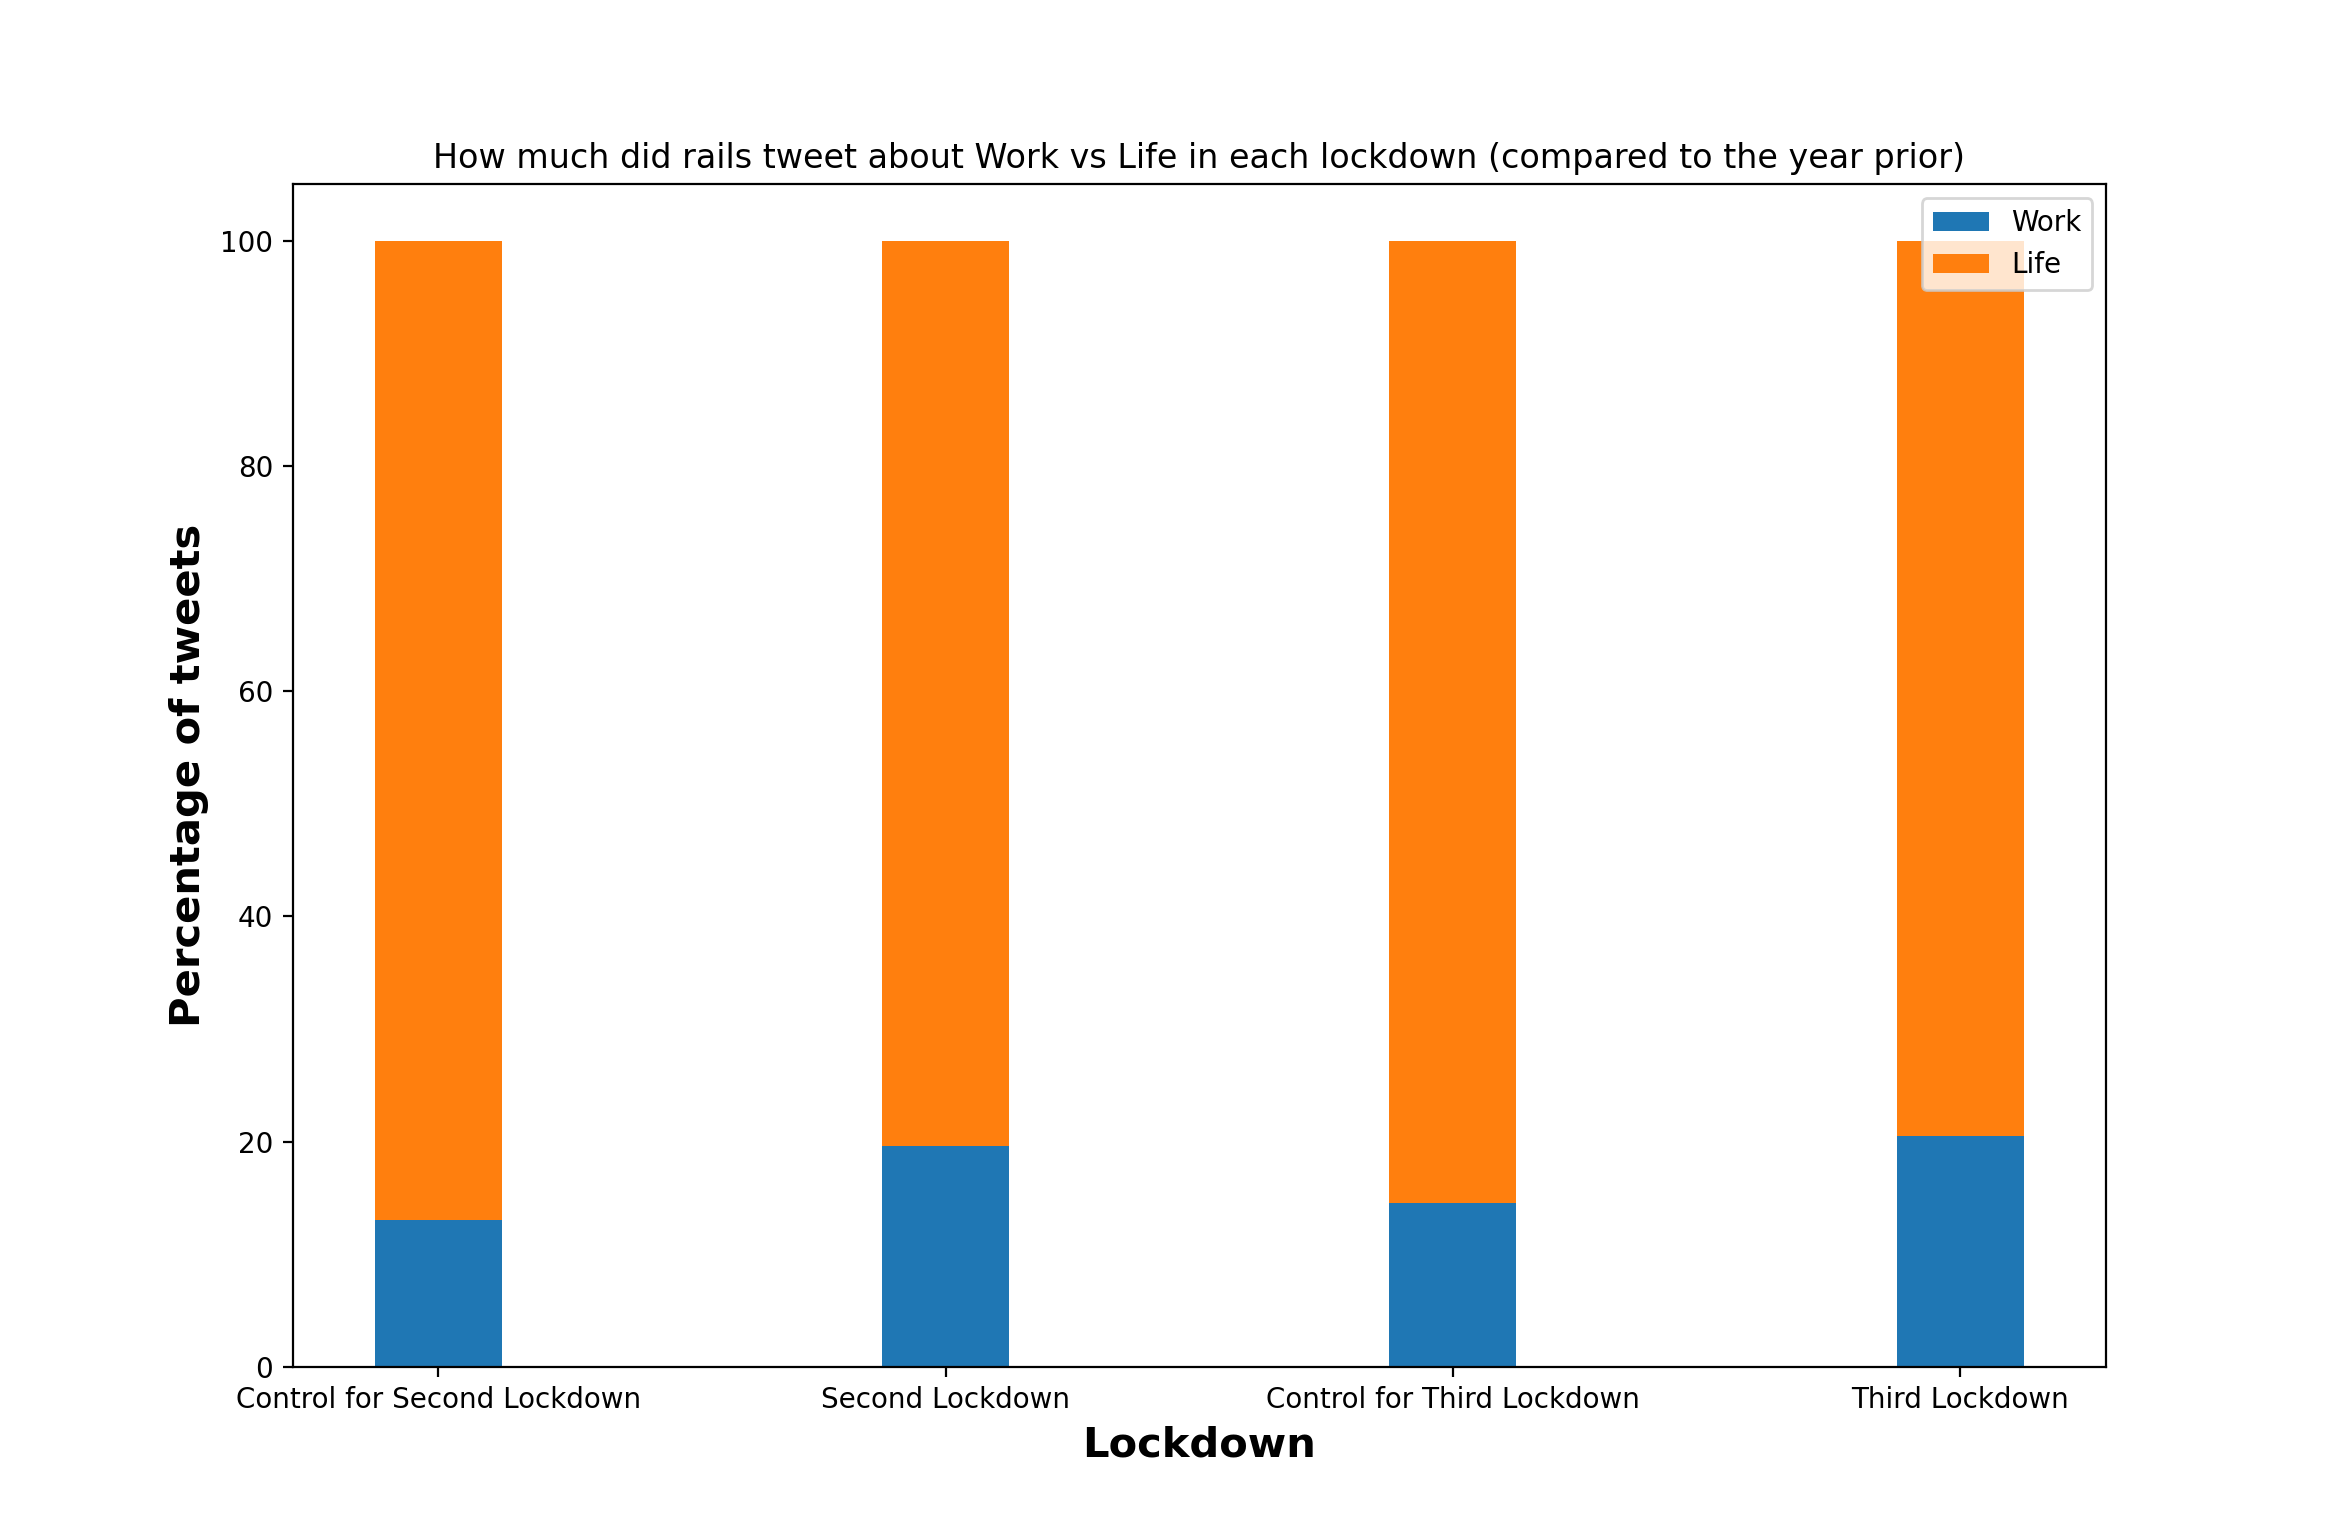 How much did rails tweet about Work vs Life in each lockdown (compared to the year prior)
Work
Life
100
80
60
40
20
0
Percentage of tweets
Control for Second Lockdown
Second Lockdown
Control for Third Lockdown
Third Lockdown
Lockdown